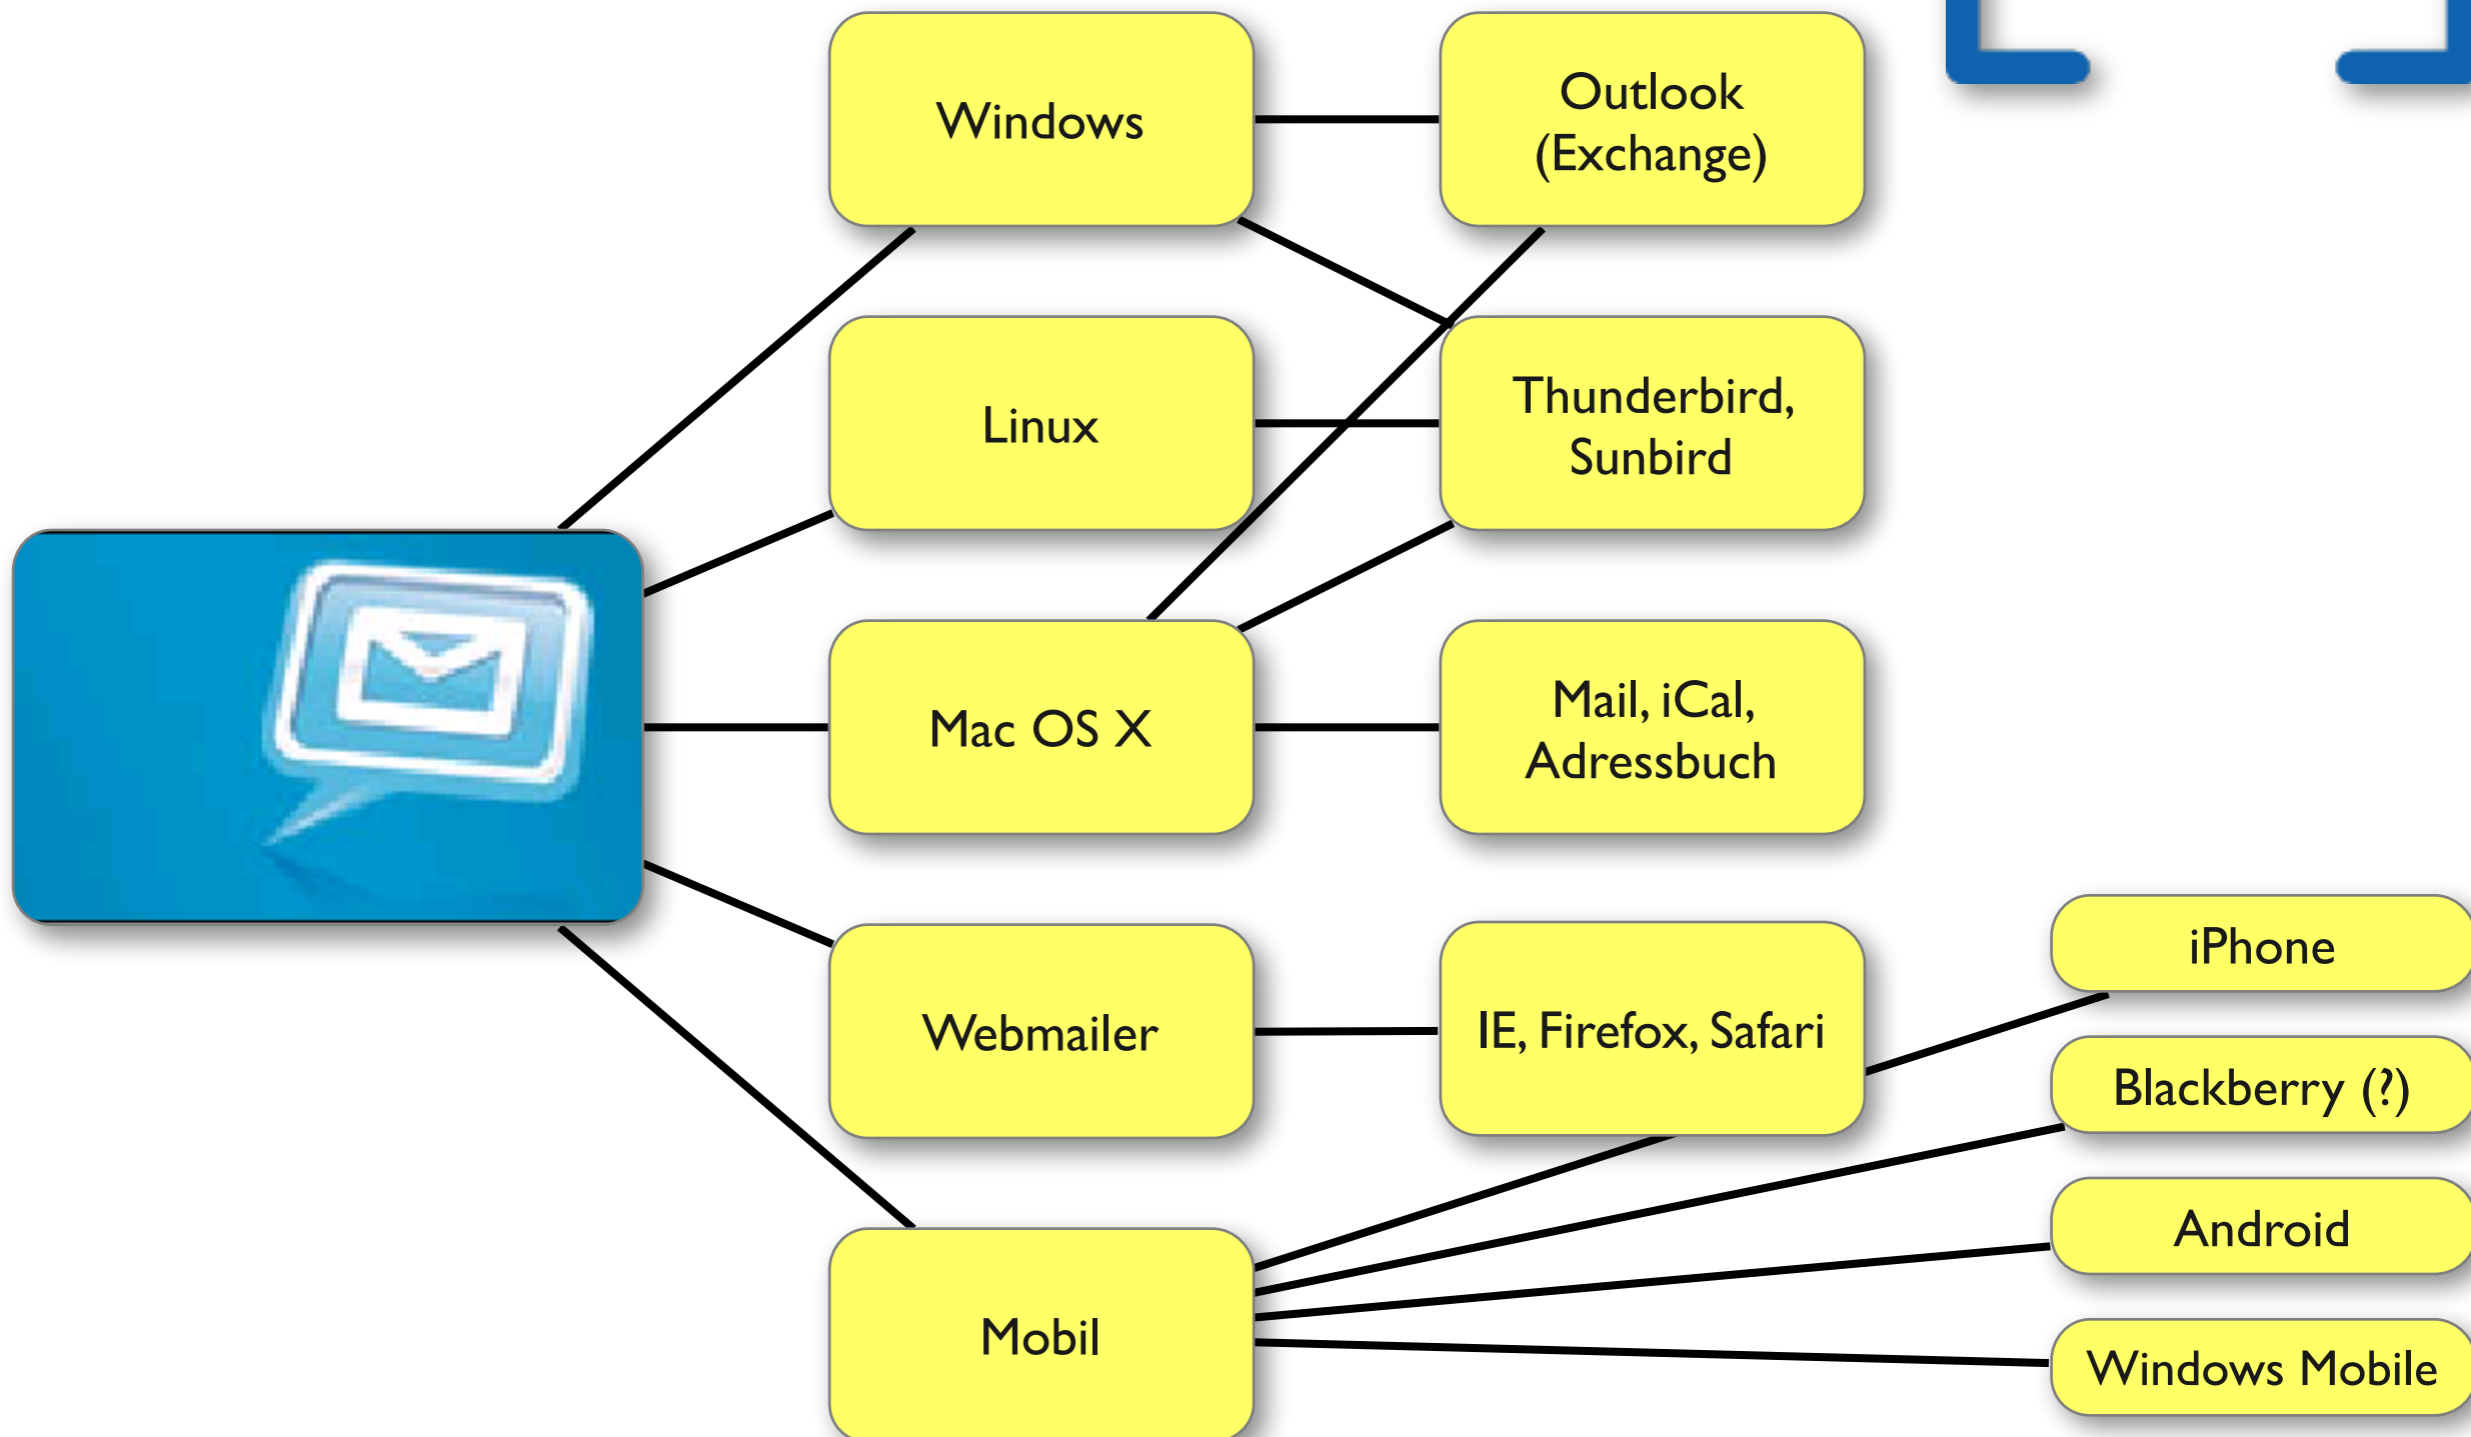 Windows
Outlook
(Exchange)
Linux
Thunderbird,
Sunbird
Mac OS X
Mail, iCal,
Adressbuch
Webmailer
IE, Firefox, Safari
iPhone
Blackberry (?)
Android
Mobil
Windows Mobile